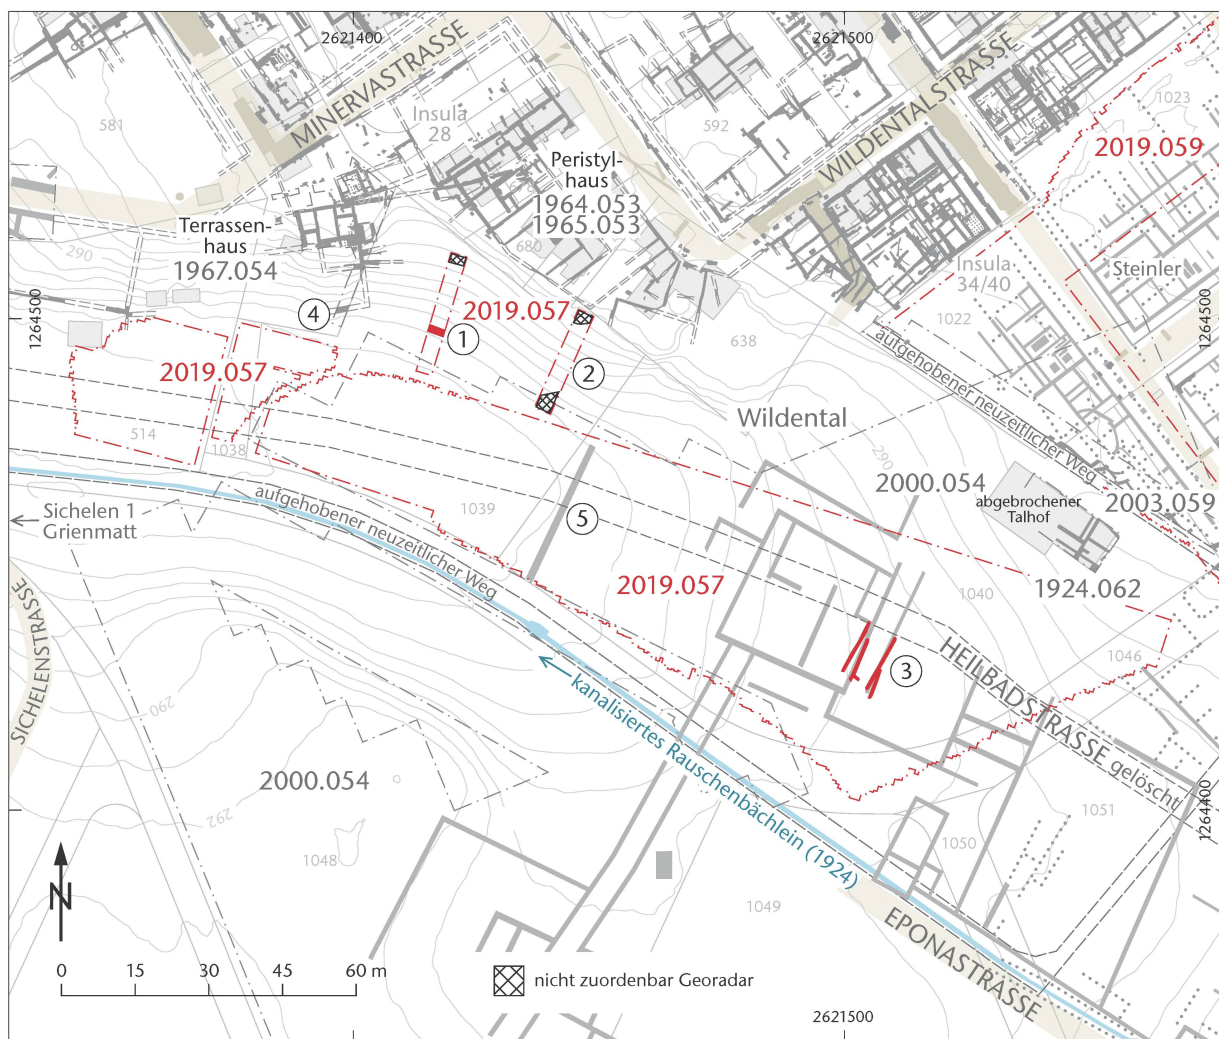 2621400
2621500
MINERVASTRASSE
Insula
28
581
592
WILDENTALSTRASSE
1023
2019.059
Peristyl-
haus
1964.053
1965.053
680
Terrassen-
haus
1967.054
290
Insula
34/40
Steinler
1022
1264500
1264500
4
2019.057
1
2
638
aufgehobener neuzeitlicher Weg
2019.057
514
1038
Wildental
290
2000.054
abgebrochener
Talhof
2003.059
Sichelen 1
Grienmatt
aufgehobener neuzeitlicher Weg
1039
5
2019.057
1924.062
1040
1046
3
HEILBADSTRASSE gelöscht
SICHELENSTRASSE
kanalisiertes Rauschenbächlein (1924)
290
2000.054
292
1048
1051
1050
1264400
1049
EPONASTRASSE
N
0 15 30 45 60 m
nicht zuordenbar Georadar
2621500